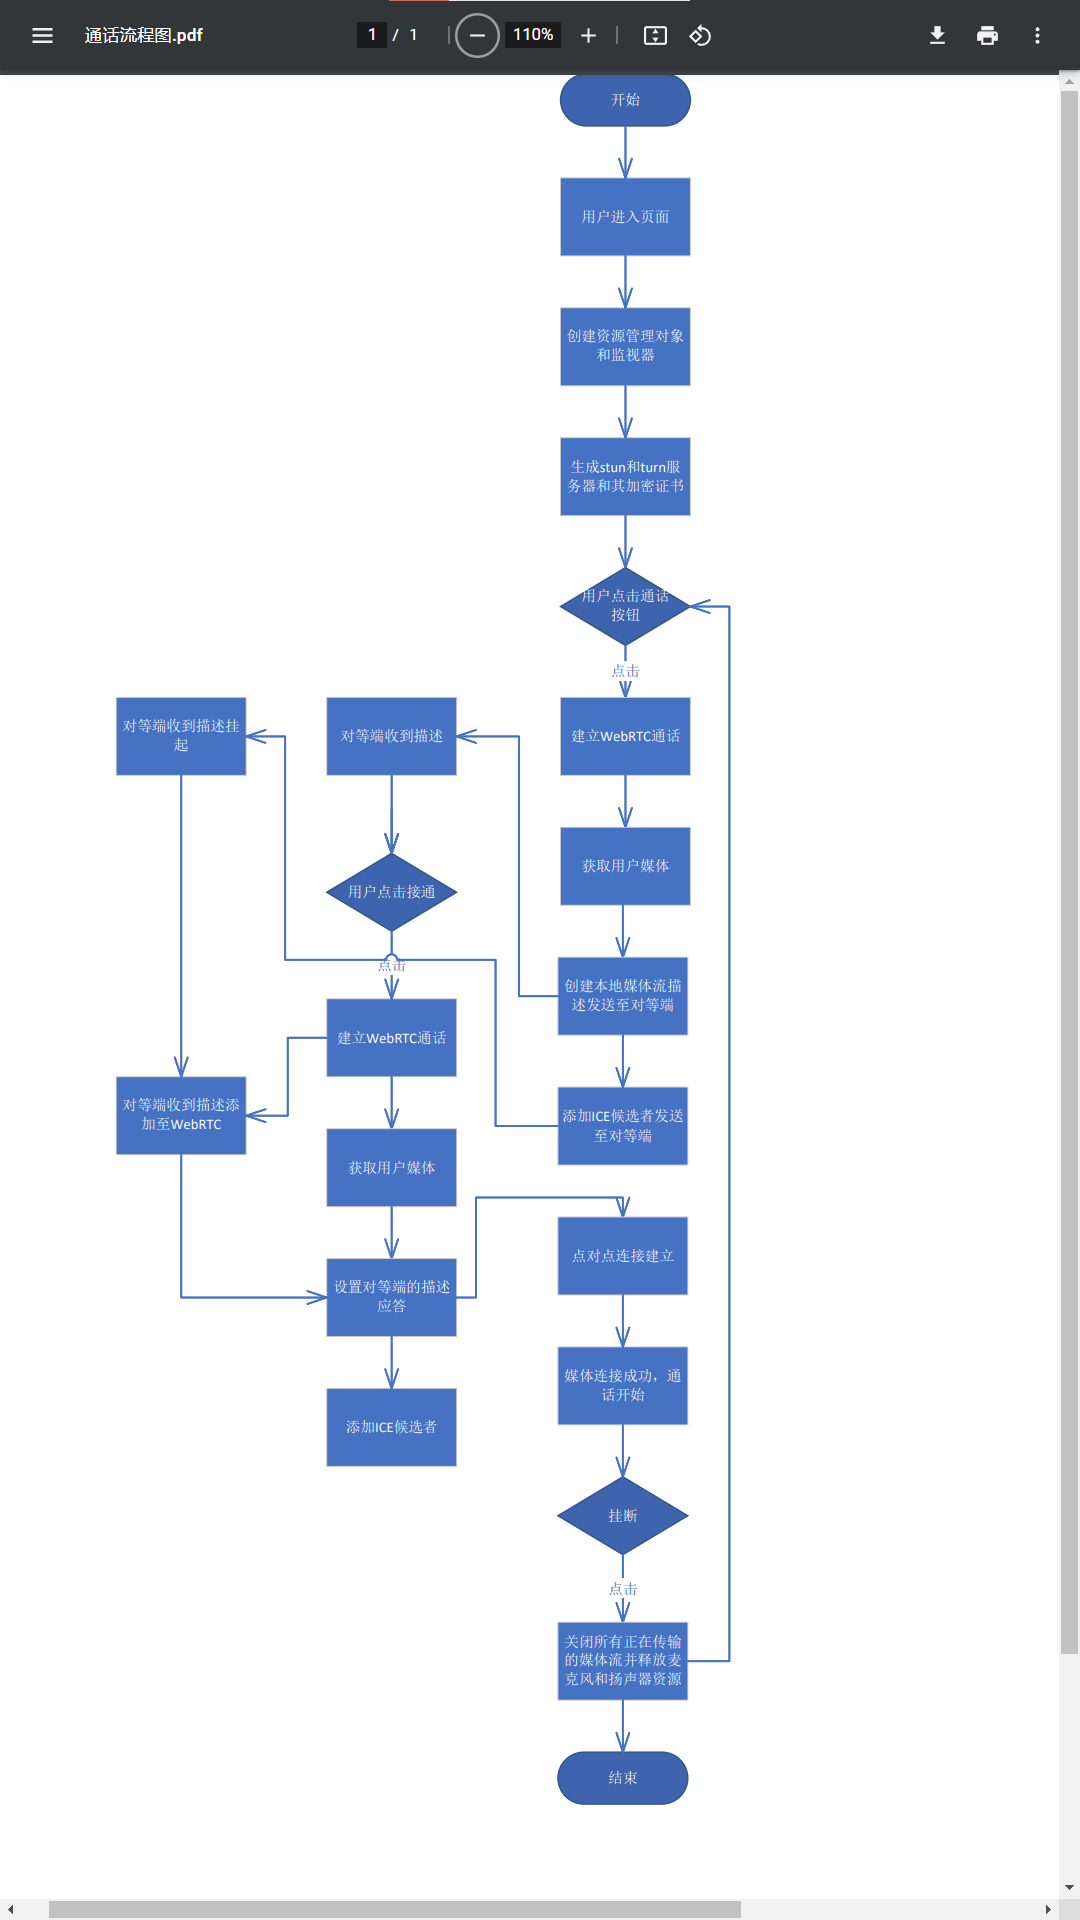 通话流程图.pdf
1 / 1
110%
开始
用户进入页面
创建资源管理对象
和监视器
生成stun和turn服
务器和其加密证书
用户点击通话
按钮
点击
对等端收到描述挂
起
对等端收到描述
建立WebRTC通话
获取用户媒体
用户点击接通
点击
创建本地媒体流描
述发送至对等端
建立WebRTC通话
对等端收到描述添
加至WebRTC
添加ICE候选者发送
至对等端
获取用户媒体
点对点连接建立
设置对等端的描述
应答
媒体连接成功，通
话开始
添加ICE候选者
挂断
点击
关闭所有正在传输
的媒体流并释放麦
克风和扬声器资源
结束